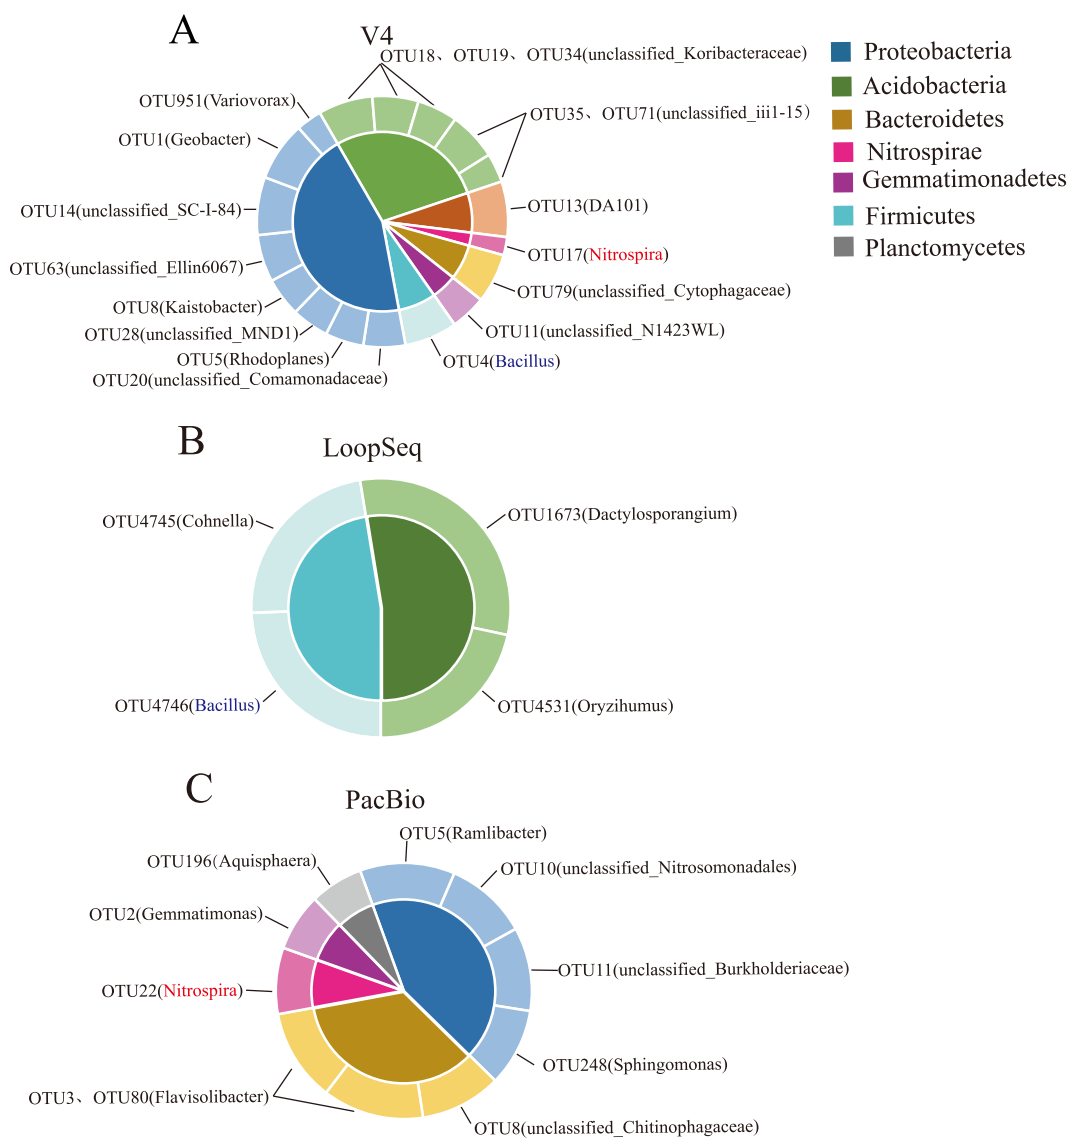 A
V4
OTU18、OTU19、OTU34(unclassified_Koribacteraceae)
OTU951(Variovorax)
OTU35、OTU71(unclassified_iii1-15)
OTU1(Geobacter)
OTU14(unclassified_SC-I-84)
OTU13(DA101)
OTU63(unclassified_Ellin6067)
OTU17(Nitrospira)
OTU79(unclassified_Cytophagaceae)
OTU8(Kaistobacter)
OTU11(unclassified_N1423WL)
OTU28(unclassified_MND1)
OTU5(Rhodoplanes)
OTU4(Bacillus)
OTU20(unclassified_Comamonadaceae)
Proteobacteria
Acidobacteria
Bacteroidetes
Nitrospirae
Gemmatimonadetes
Firmicutes
Planctomycetes
B
LoopSeq
OTU4745(Cohnella)
OTU1673(Dactylosporangium)
OTU4746(Bacillus)
OTU4531(Oryzihumus)
C
PacBio
OTU5(Ramlibacter)
OTU196(Aquisphaera)
OTU10(unclassified_Nitrosomonadales)
OTU2(Gemmatimonas)
OTU11(unclassified_Burkholderiaceae)
OTU22(Nitrospira)
OTU248(Sphingomonas)
OTU3、OTU80(Flavisolibacter)
OTU8(unclassified_Chitinophagaceae)